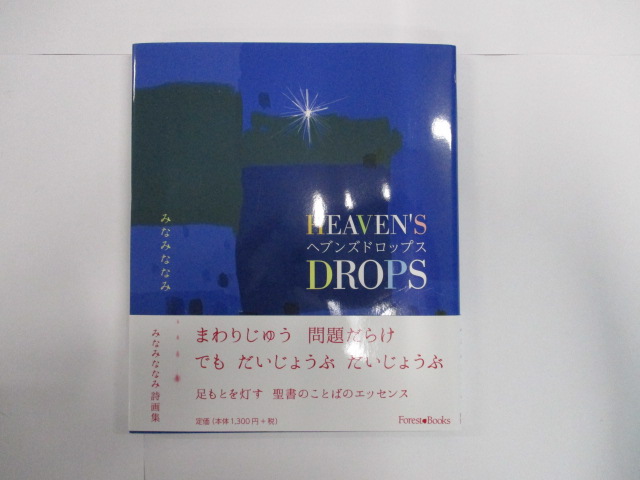 HEAVEN'S
ヘブンズドロップス
DROPS
みなみななみ
まわりじゅう 問題だらけ
でも だいじょうぶ だいじょうぶ
足もとを灯す 聖書のことばのエッセンス
みなみななみ 詩画集
定価 (本体1,300円+税)
Forest Books